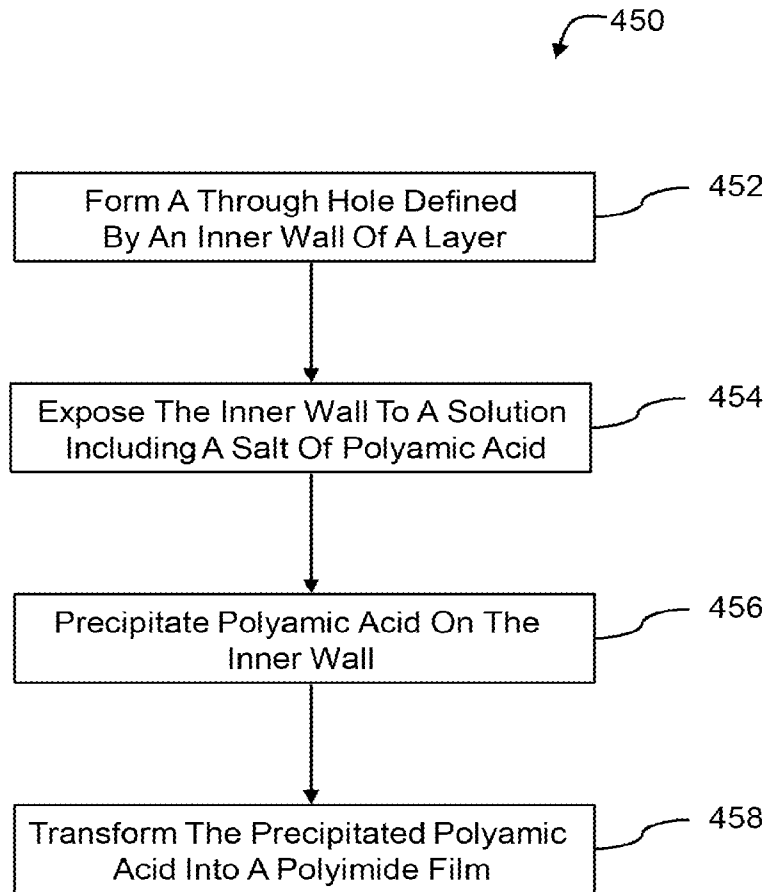 450
Form A Through Hole Defined
By An Inner Wall Of A Layer
452
Expose The Inner Wall To A Solution
Including A Salt Of Polyamic Acid
454
Precipitate Polyamic Acid On The
Inner Wall
456
Transform The Precipitated Polyamic
Acid Into A Polyimide Film
458